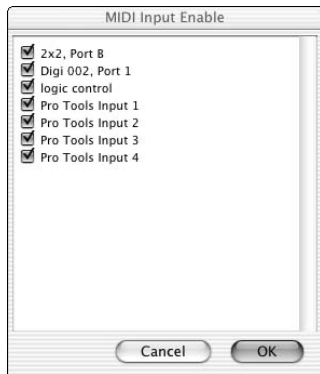 MIDI Input Enable
2x2, Port B
Digi 002, Port 1
logic control
Pro Tools Input 1
Pro Tools Input 2
Pro Tools Input 3
Pro Tools Input 4
Cancel OK